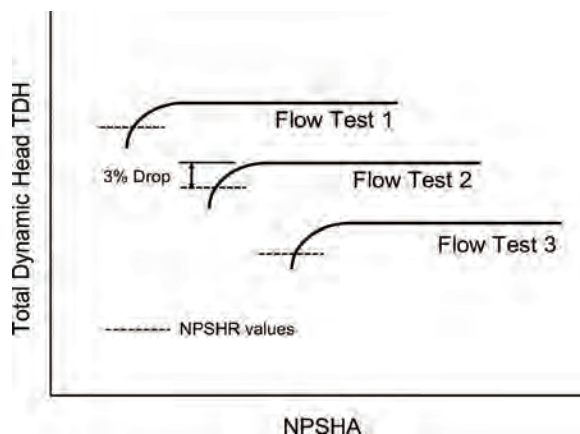 Total Dynamic Head TDH
Flow Test 1
3% Drop
Flow Test 2
Flow Test 3
NPSHR values
NPSHA